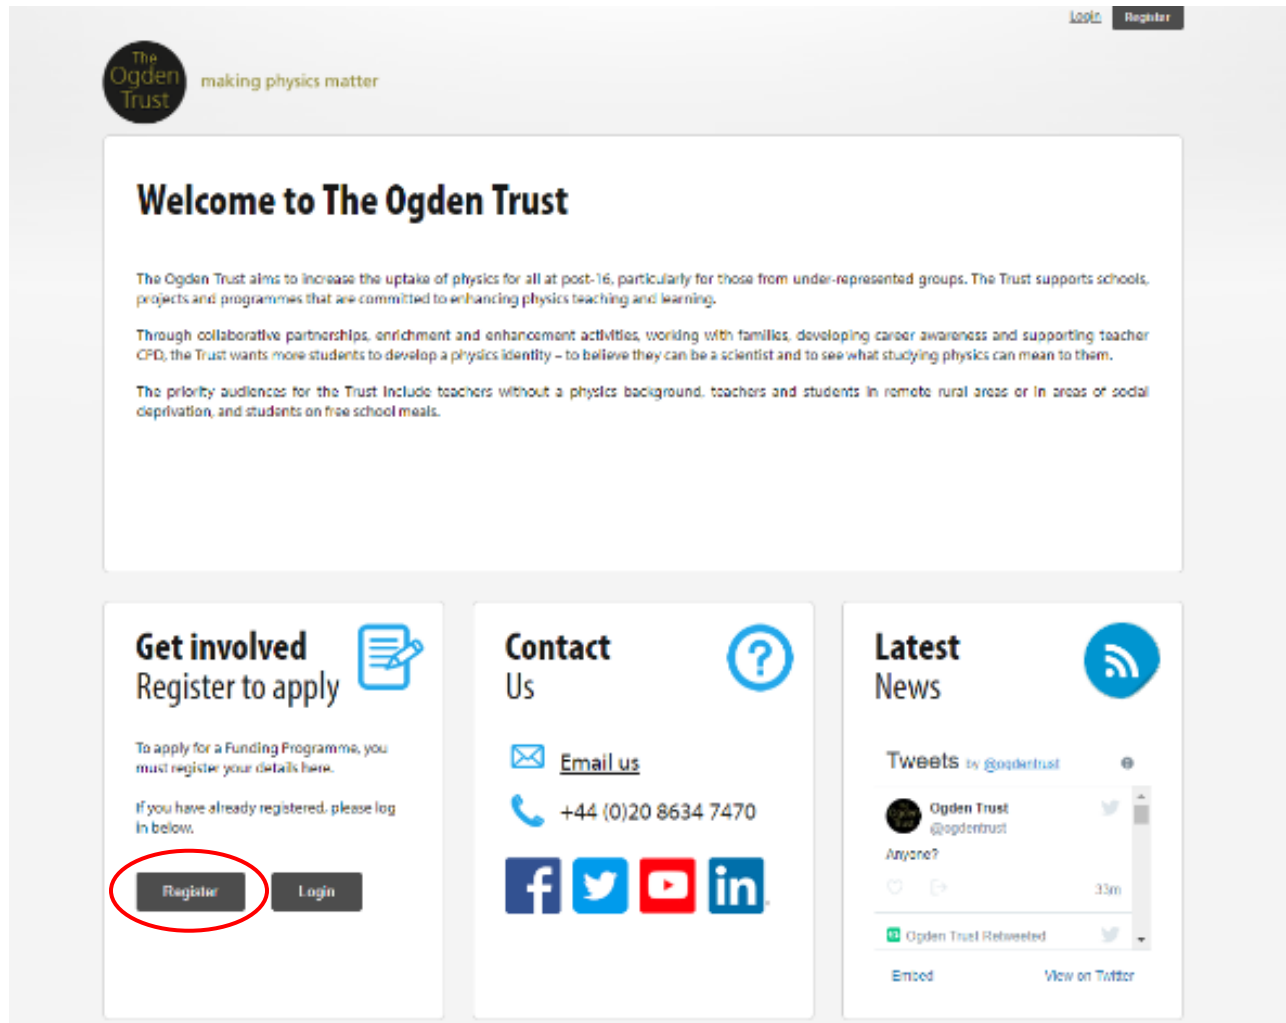 Login Register
The
Ogden
Trust
making physics matter
Welcome to The Ogden Trust
The Ogden Trust aims to increase the uptake of physics for all at post-16, particularly for those from under-represented groups. The Trust supports schools,
projects and programmes that are committed to enhancing physics teaching and learning.
Through collaborative partnerships, enrichment and enhancement activities, working with families, developing career awareness and supporting teacher
CPD, the Trust wants more students to develop a physics identity – to believe they can be a scientist and to see what studying physics can mean to them.
The priority audiences for the Trust include teachers without a physics background, teachers and students in remote rural areas or in areas of social
deprivation, and students on free school meals.
Get involved
Register to apply
To apply for a Funding Programme, you
must register your details here.
If you have already registered, please log
in below.
Register Login
Contact
Us
Email us
+44 (0)20 8634 7470
f in
Latest
News
Tweets by @ogdentrust
The
Ogden
Trust
Ogden Trust
@ogdentrust
Anyone?
33m
Ogden Trust Retweeted
Embed View on Twitter